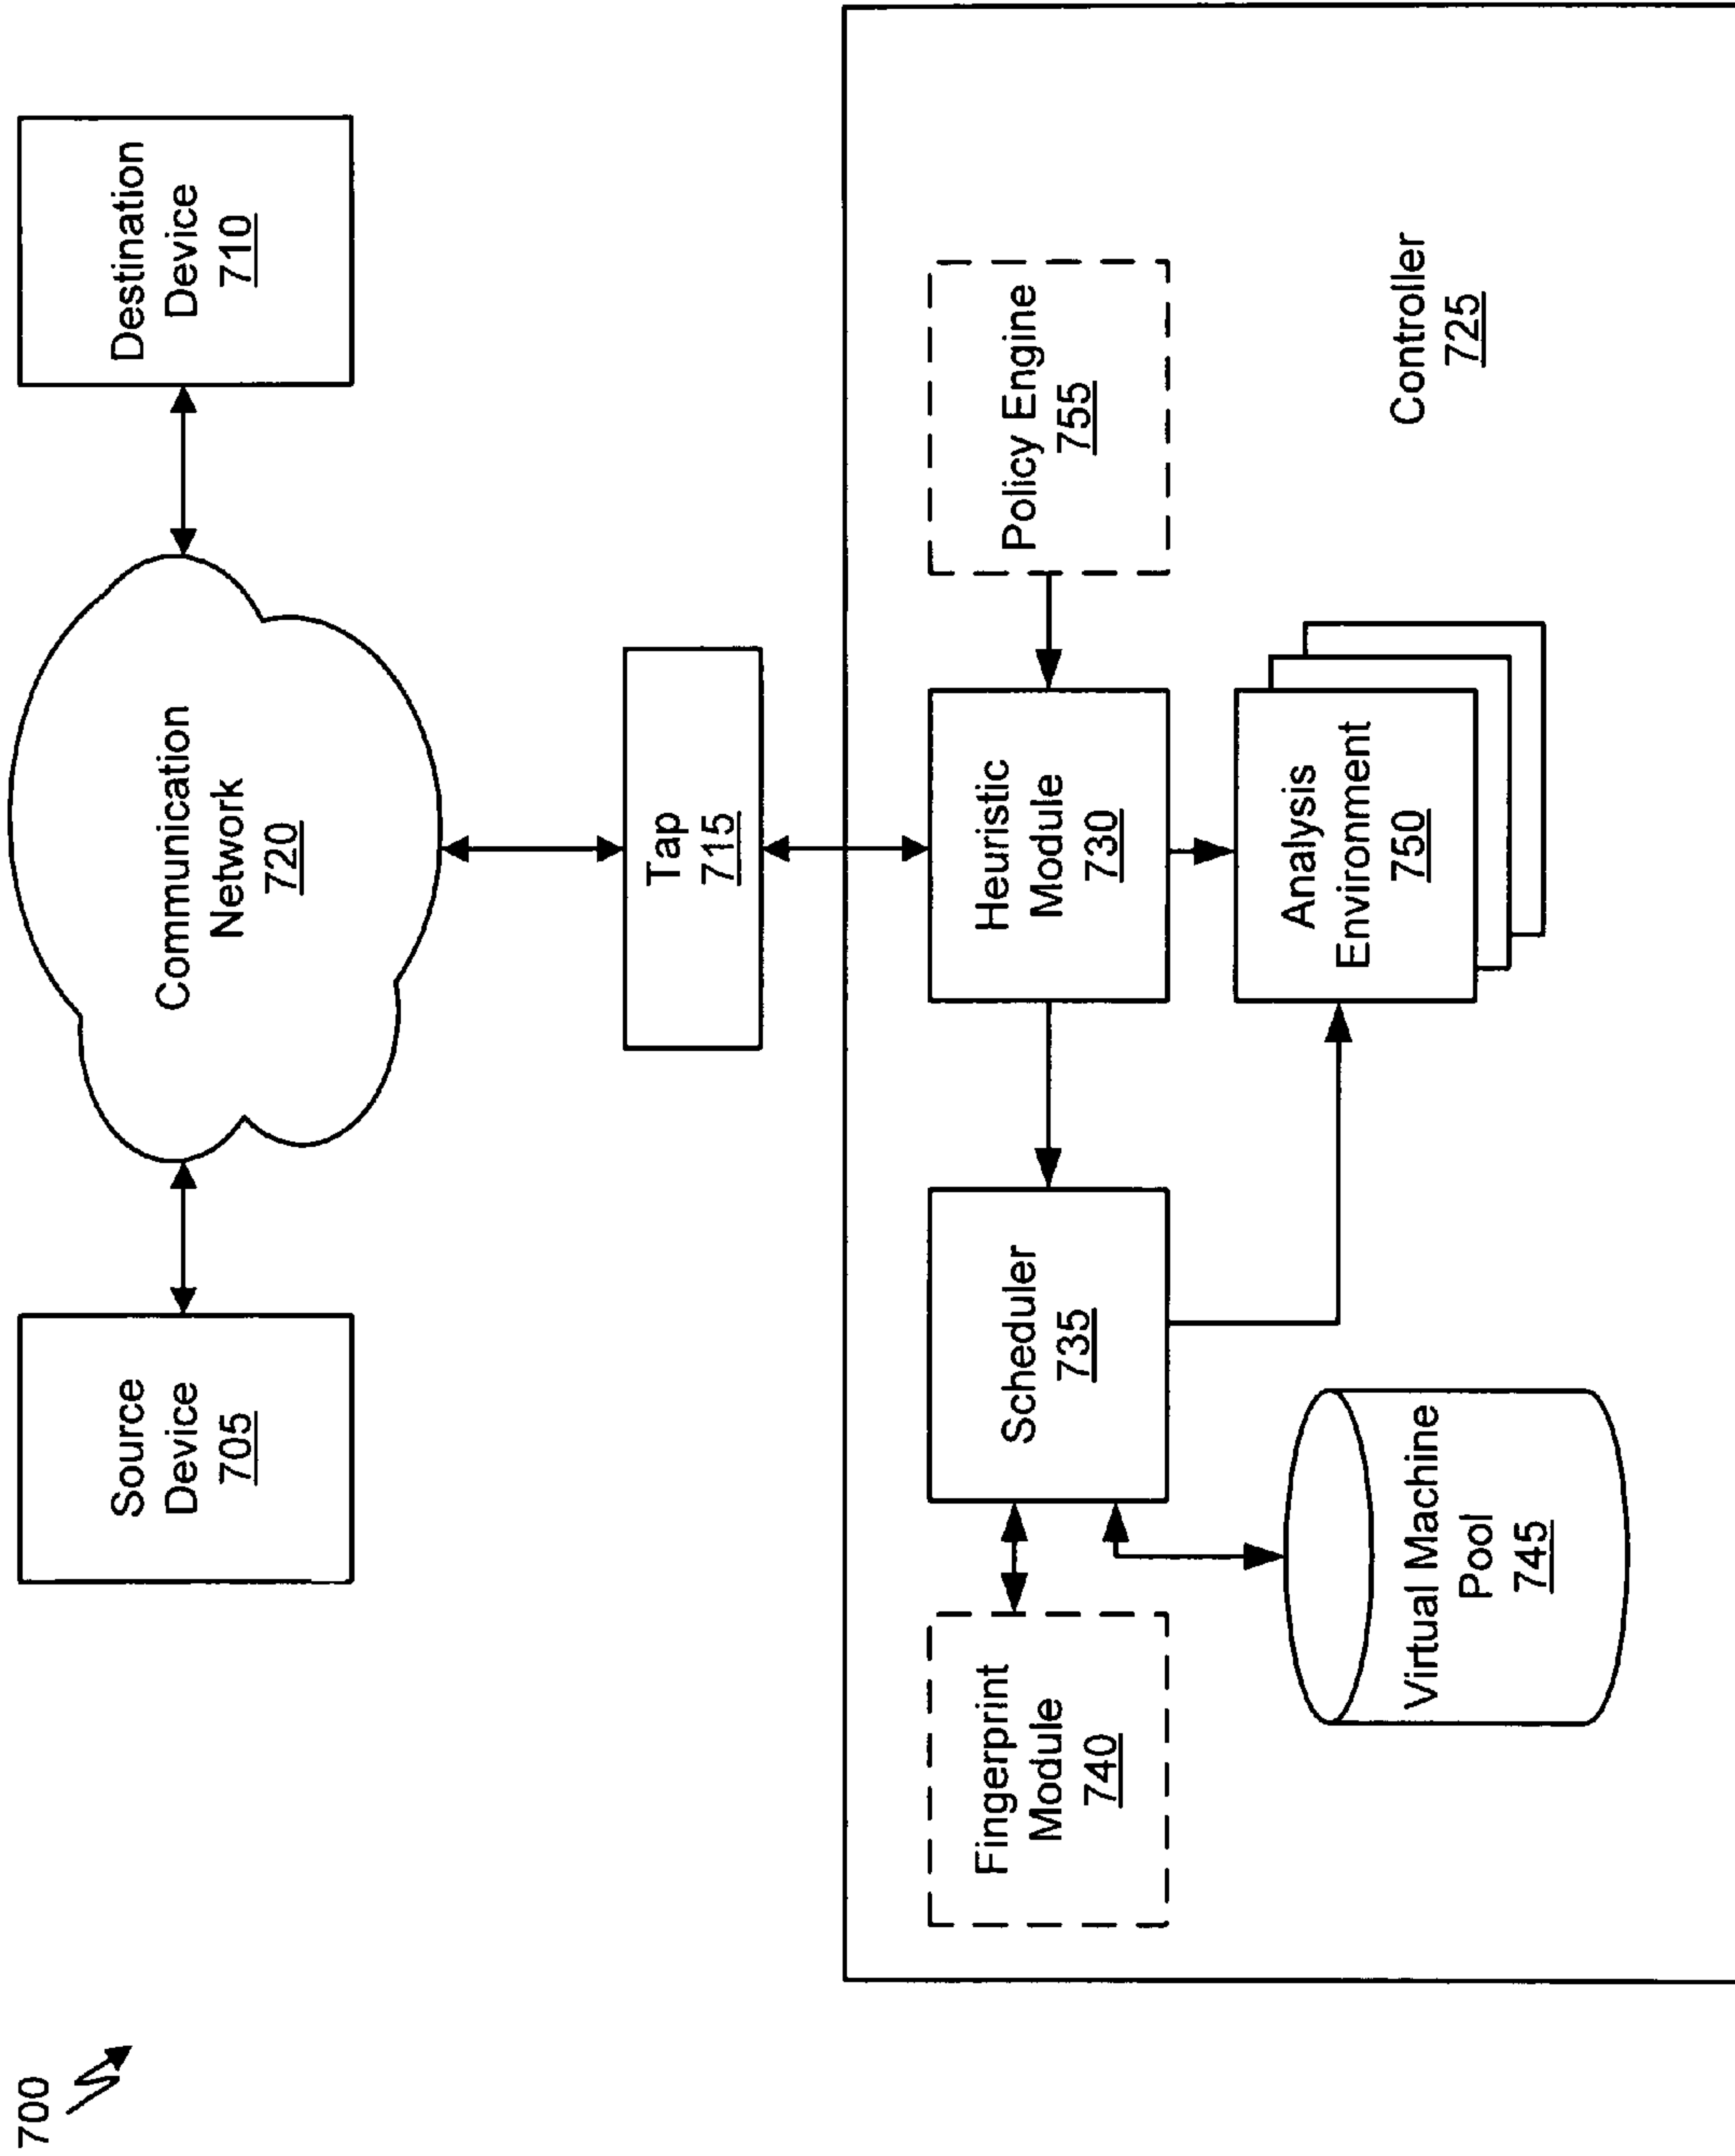 700
Source
Device
705
Communication
Network
720
Destination
Device
710
Tap
715
Fingerprint
Module
740
Scheduler
735
Heuristic
Module
730
Policy Engine
755
Virtual Machine
Pool
745
Analysis
Environment
750
Controller
725